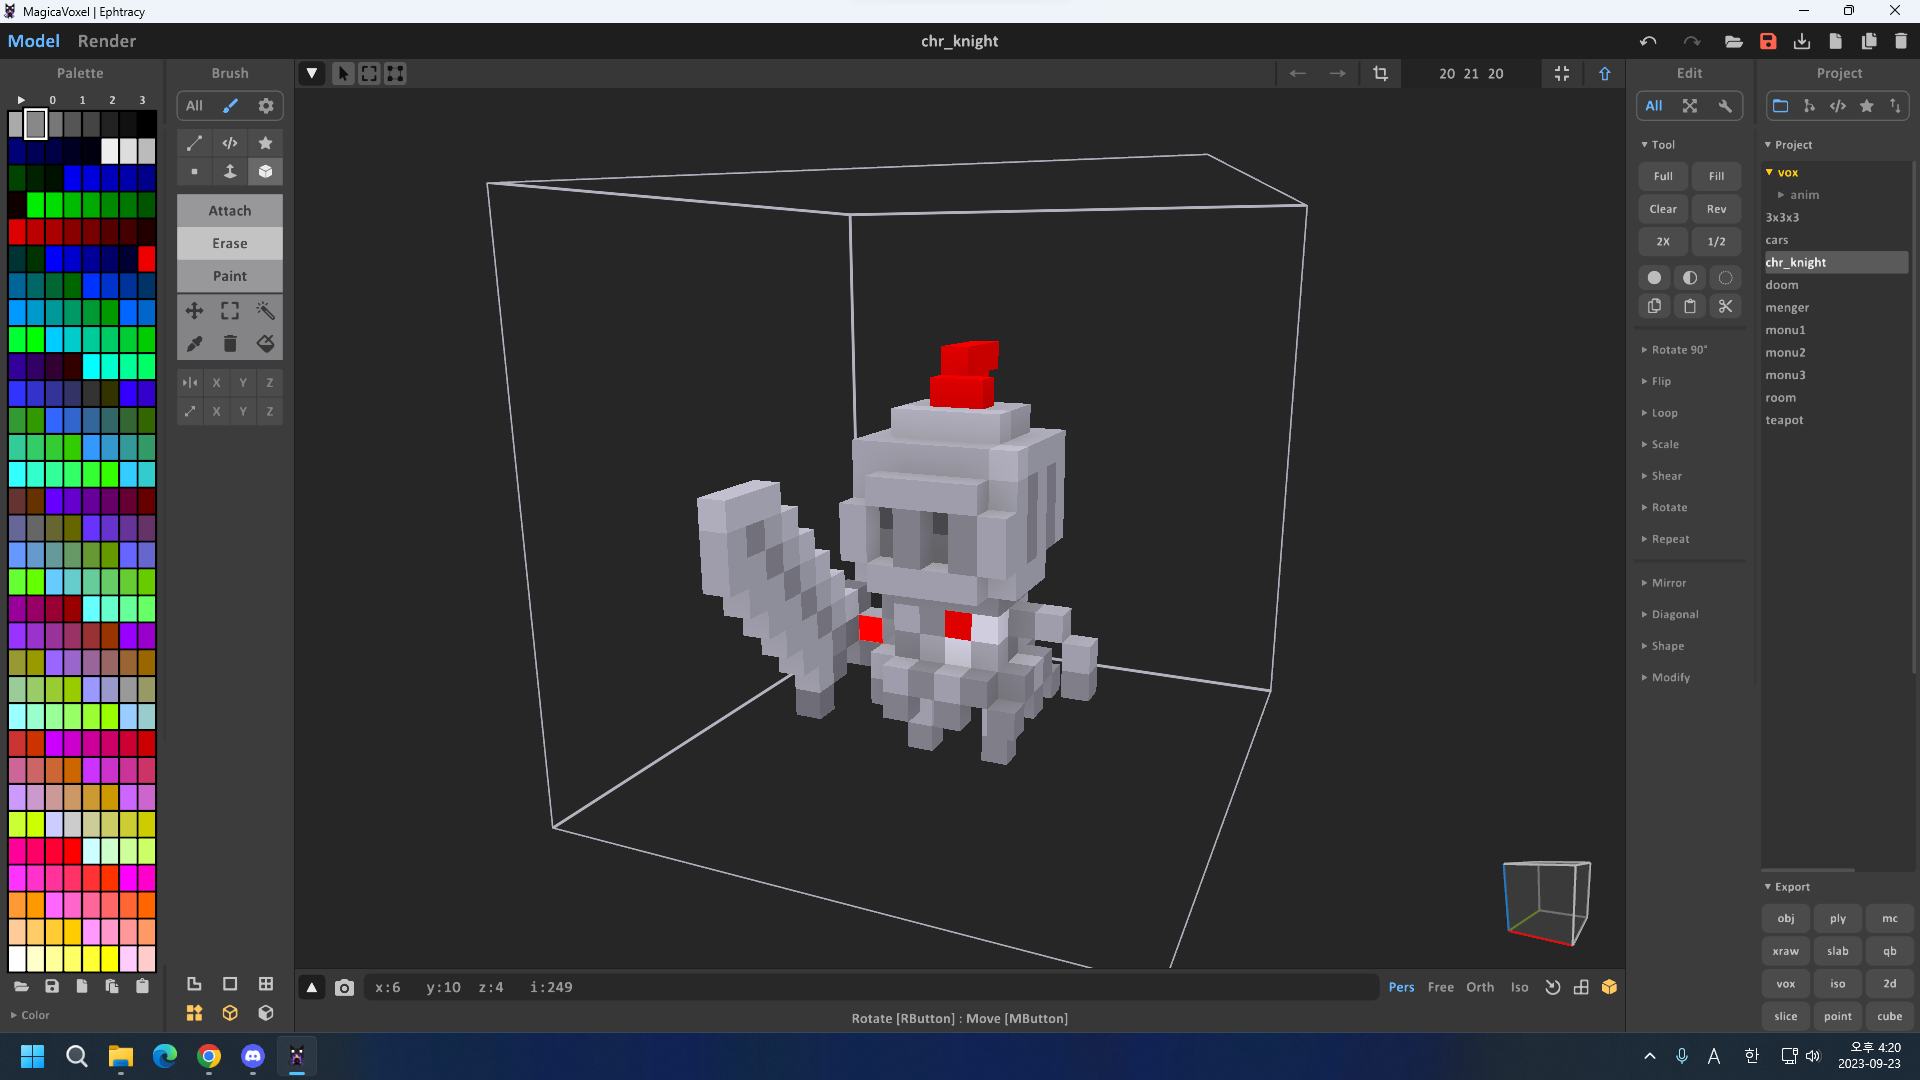 MagicaVoxel | Ephtracy
Model Render
chr_knight
Palette
0 1 2 3
Color
Brush
All
Attach
Erase
Paint
X Y Z
X Y Z
20 21 20
x:6 y:10 z:4 i:249
Pers Free Orth Iso
Rotate [RButton] : Move [MButton]
Edit
All
Tool
Full Fill
Clear Rev
2X 1/2
Rotate 90°
Flip
Loop
Scale
Shear
Rotate
Repeat
Mirror
Diagonal
Shape
Modify
Project
Project
vox
anim
3x3x3
cars
chr_knight
doom
menger
monu1
monu2
monu3
room
teapot
Export
obj ply mc
xraw slab qb
vox iso 2d
slice point cube
A 한
오후 4:20
2023-09-23